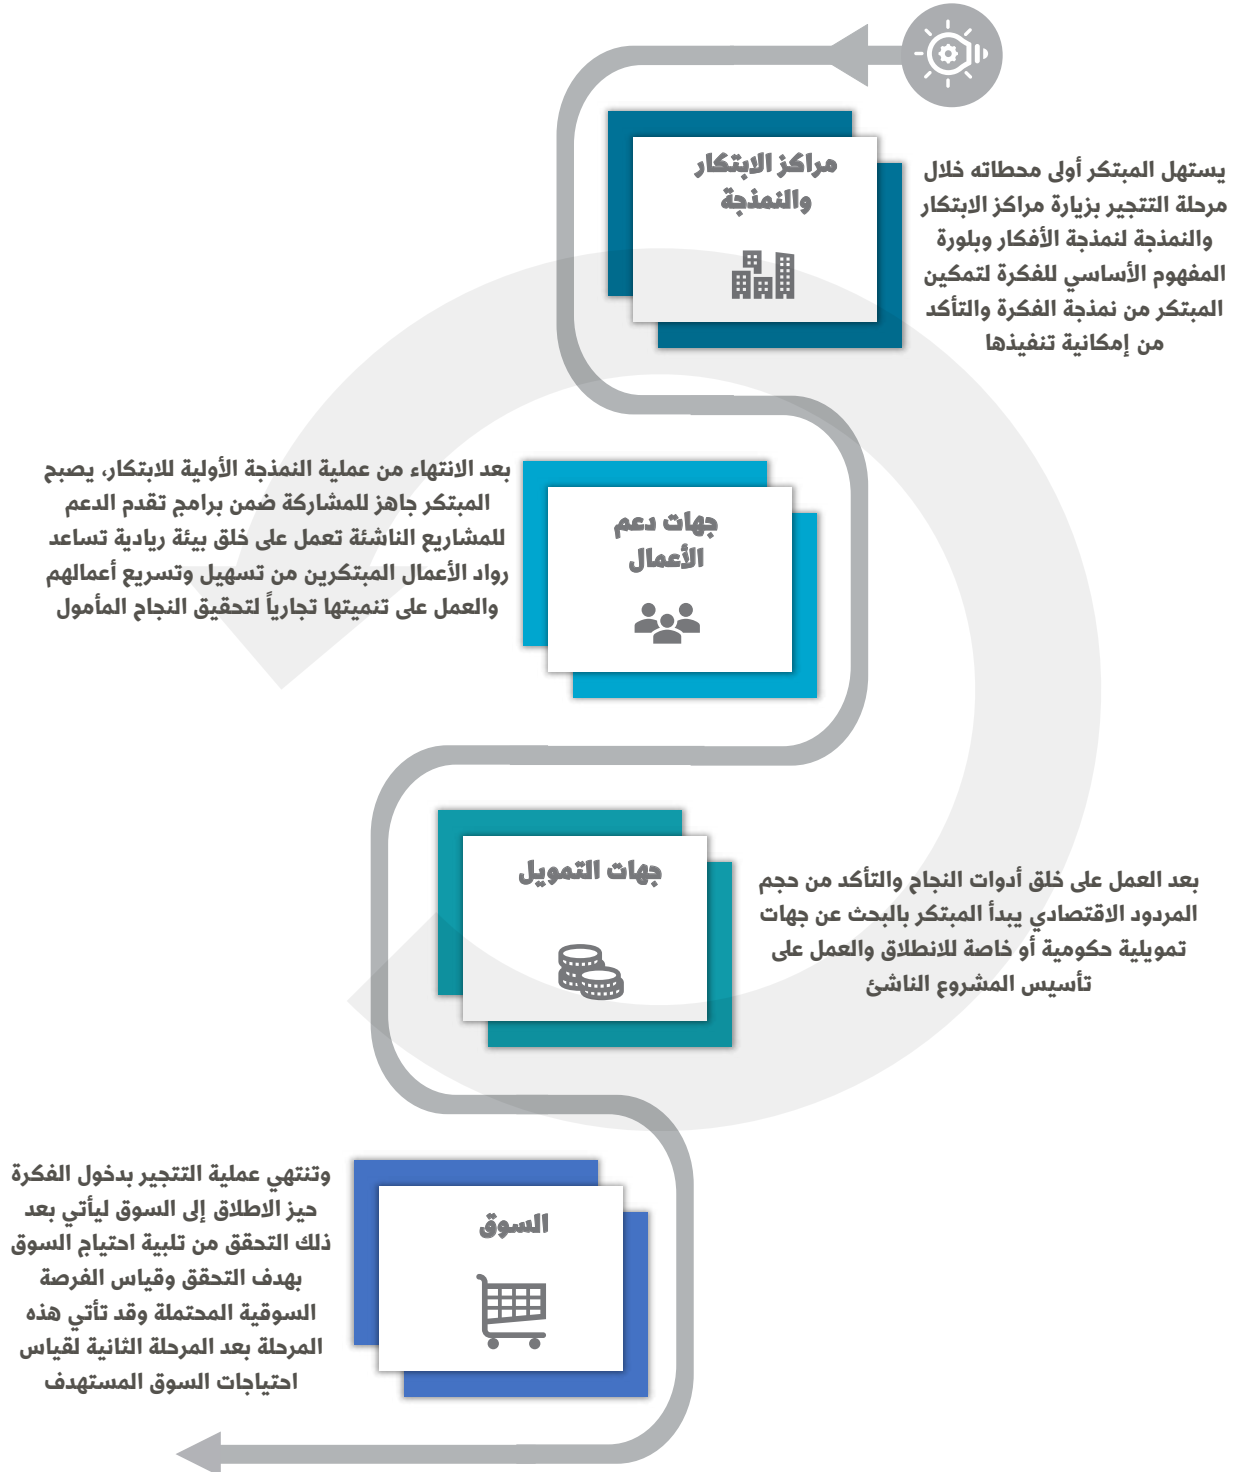 مراكز الابتكار
والنمذجة
يستهل المبتكر أولى محطاته خلال
مرحلة التتجير بزيارة مراكز الابتكار
والنمذجة لنمذجة الأفكار وبلورة
المفهوم الأساسي للفكرة لتمكين
المبتكر من نمذجة الفكرة والتأكد
من إمكانية تنفيذها
جهات دعم
الأعمال
بعد الانتهاء من عملية النمذجة الأولية للابتكار، يصبح
المبتكر جاهز للمشاركة ضمن برامج تقدم الدعم
للمشاريع الناشئة تعمل على خلق بيئة ريادية تساعد
رواد الأعمال المبتكرين من تسهيل وتسريع أعمالهم
والعمل على تنميتها تجارياً لتحقيق النجاح المأمول
جهات التمويل
بعد العمل على خلق أدوات النجاح والتأكد من حجم
المردود الاقتصادي يبدأ المبتكر بالبحث عن جهات
تمويلية حكومية أو خاصة للانطلاق والعمل على
تأسيس المشروع الناشئ
السوق
وتنتهي عملية التتجير بدخول الفكرة
حيز الاطلاق إلى السوق ليأتي بعد
ذلك التحقق من تلبية احتياج السوق
بهدف التحقق وقياس الفرصة
السوقية المحتملة وقد تأتي هذه
المرحلة بعد المرحلة الثانية لقياس
احتياجات السوق المستهدف